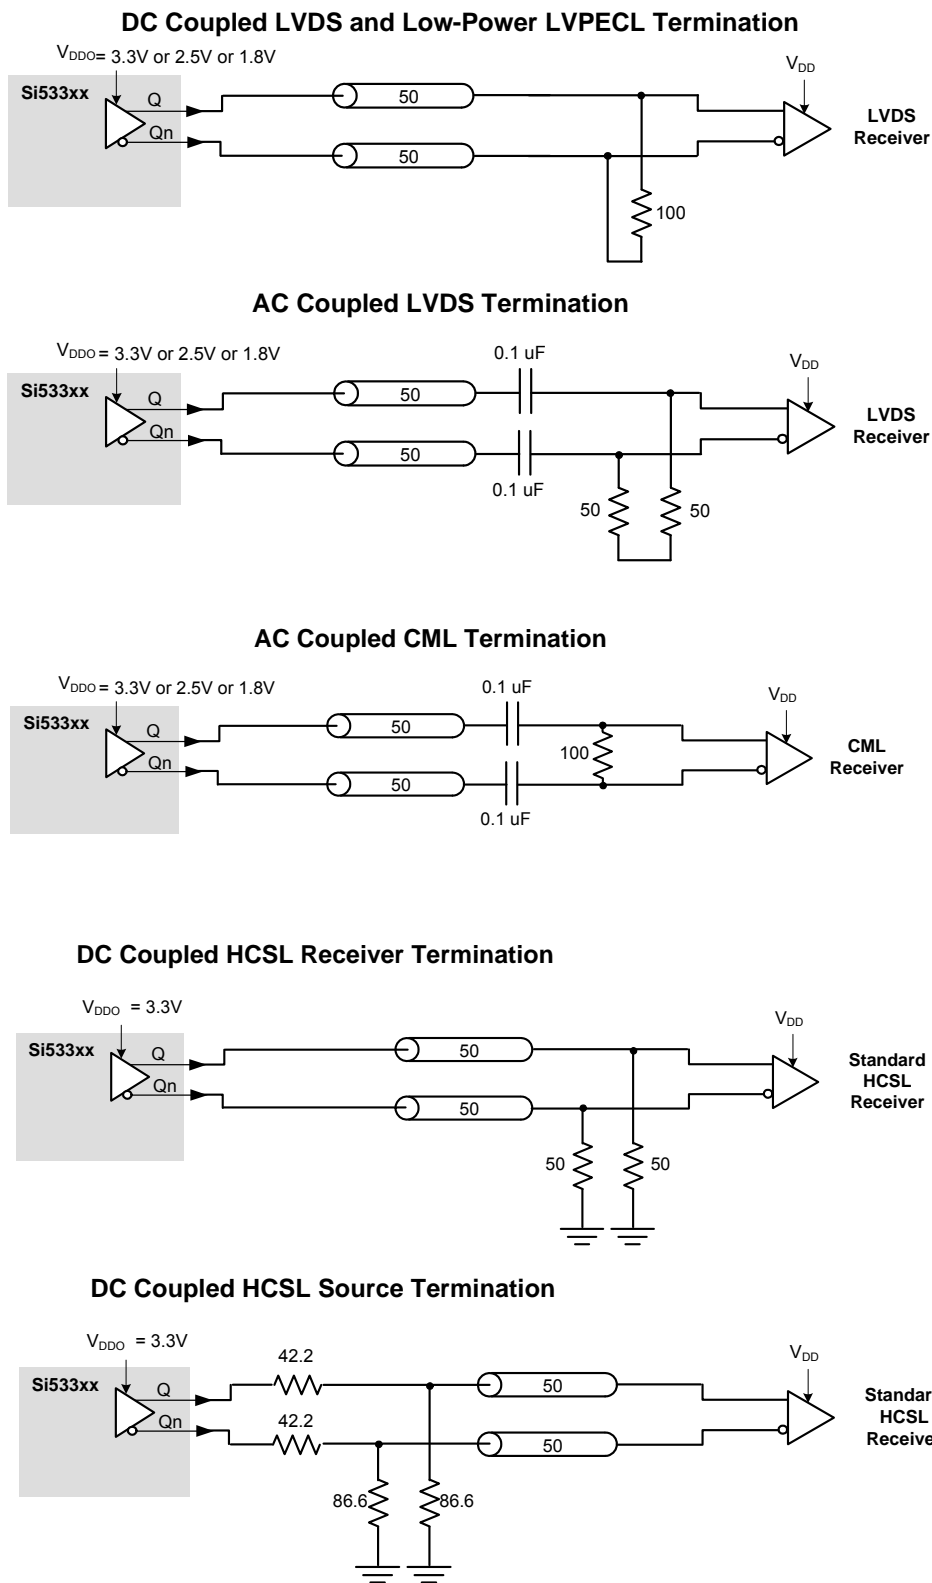 DC Coupled LVDS and Low-Power LVPECL Termination
VDDO= 3.3V or 2.5V or 1.8V
VDD
Si533xx
Q
50
LVDS
Receiver
Qn
50
100
AC Coupled LVDS Termination
VDDO = 3.3V or 2.5V or 1.8V
0.1 uF
VDD
Si533xx
Q
50
LVDS
Receiver
Qn
50
0.1 uF
50
50
AC Coupled CML Termination
VDDO = 3.3V or 2.5V or 1.8V
0.1 uF
VDD
Si533xx
Q
50
100
CML
Receiver
Qn
50
0.1 uF
DC Coupled HCSL Receiver Termination
VDDO = 3.3V
VDD
Si533xx
Q
50
Standard
HCSL
Receiver
Qn
50
50
50
DC Coupled HCSL Source Termination
VDDO = 3.3V
42.2
VDD
Si533xx
Q
50
Standar
HCSL
Receive
Qn
42.2
50
86.6
86.6